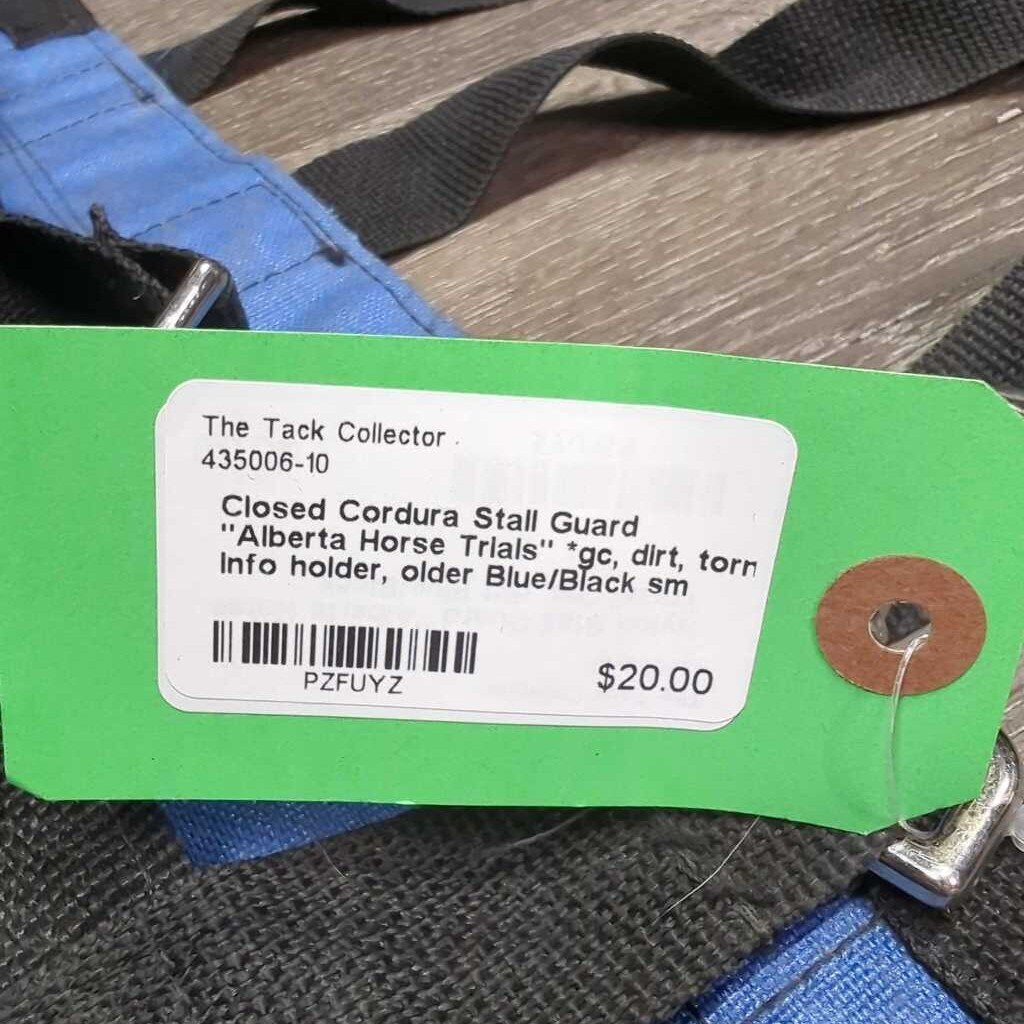 The Tack Collector
435006-10
Closed Cordura Stall Guard
"Alberta Horse Trials" *gc, dirt, torn
Info holder, older Blue/Black sm
PZFUYZ
$20.00